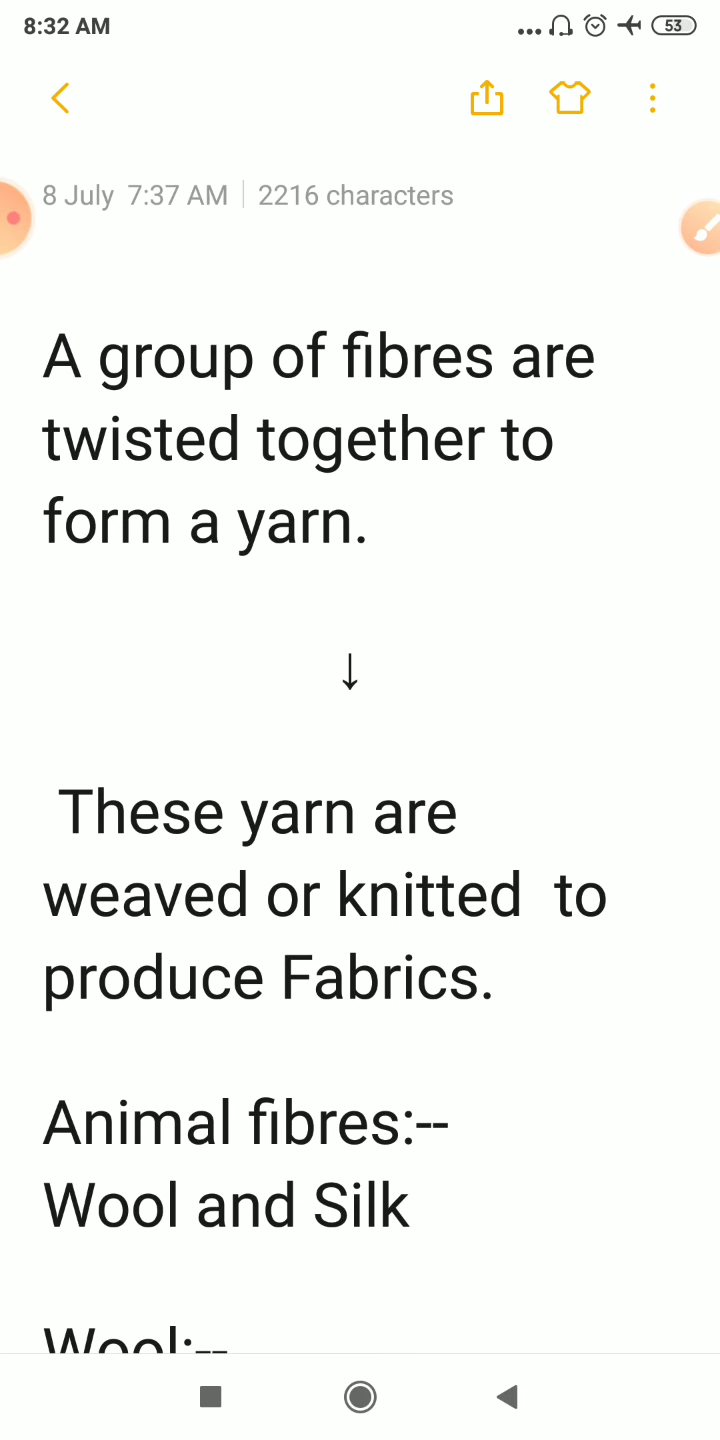 8:32 AM
53
8 July 7:37 AM | 2216 characters
A group of fibres are
twisted together to
form a yarn.
↓
These yarn are
weaved or knitted  to
produce Fabrics.
Animal fibres:--
Wool and Silk
Wool:--